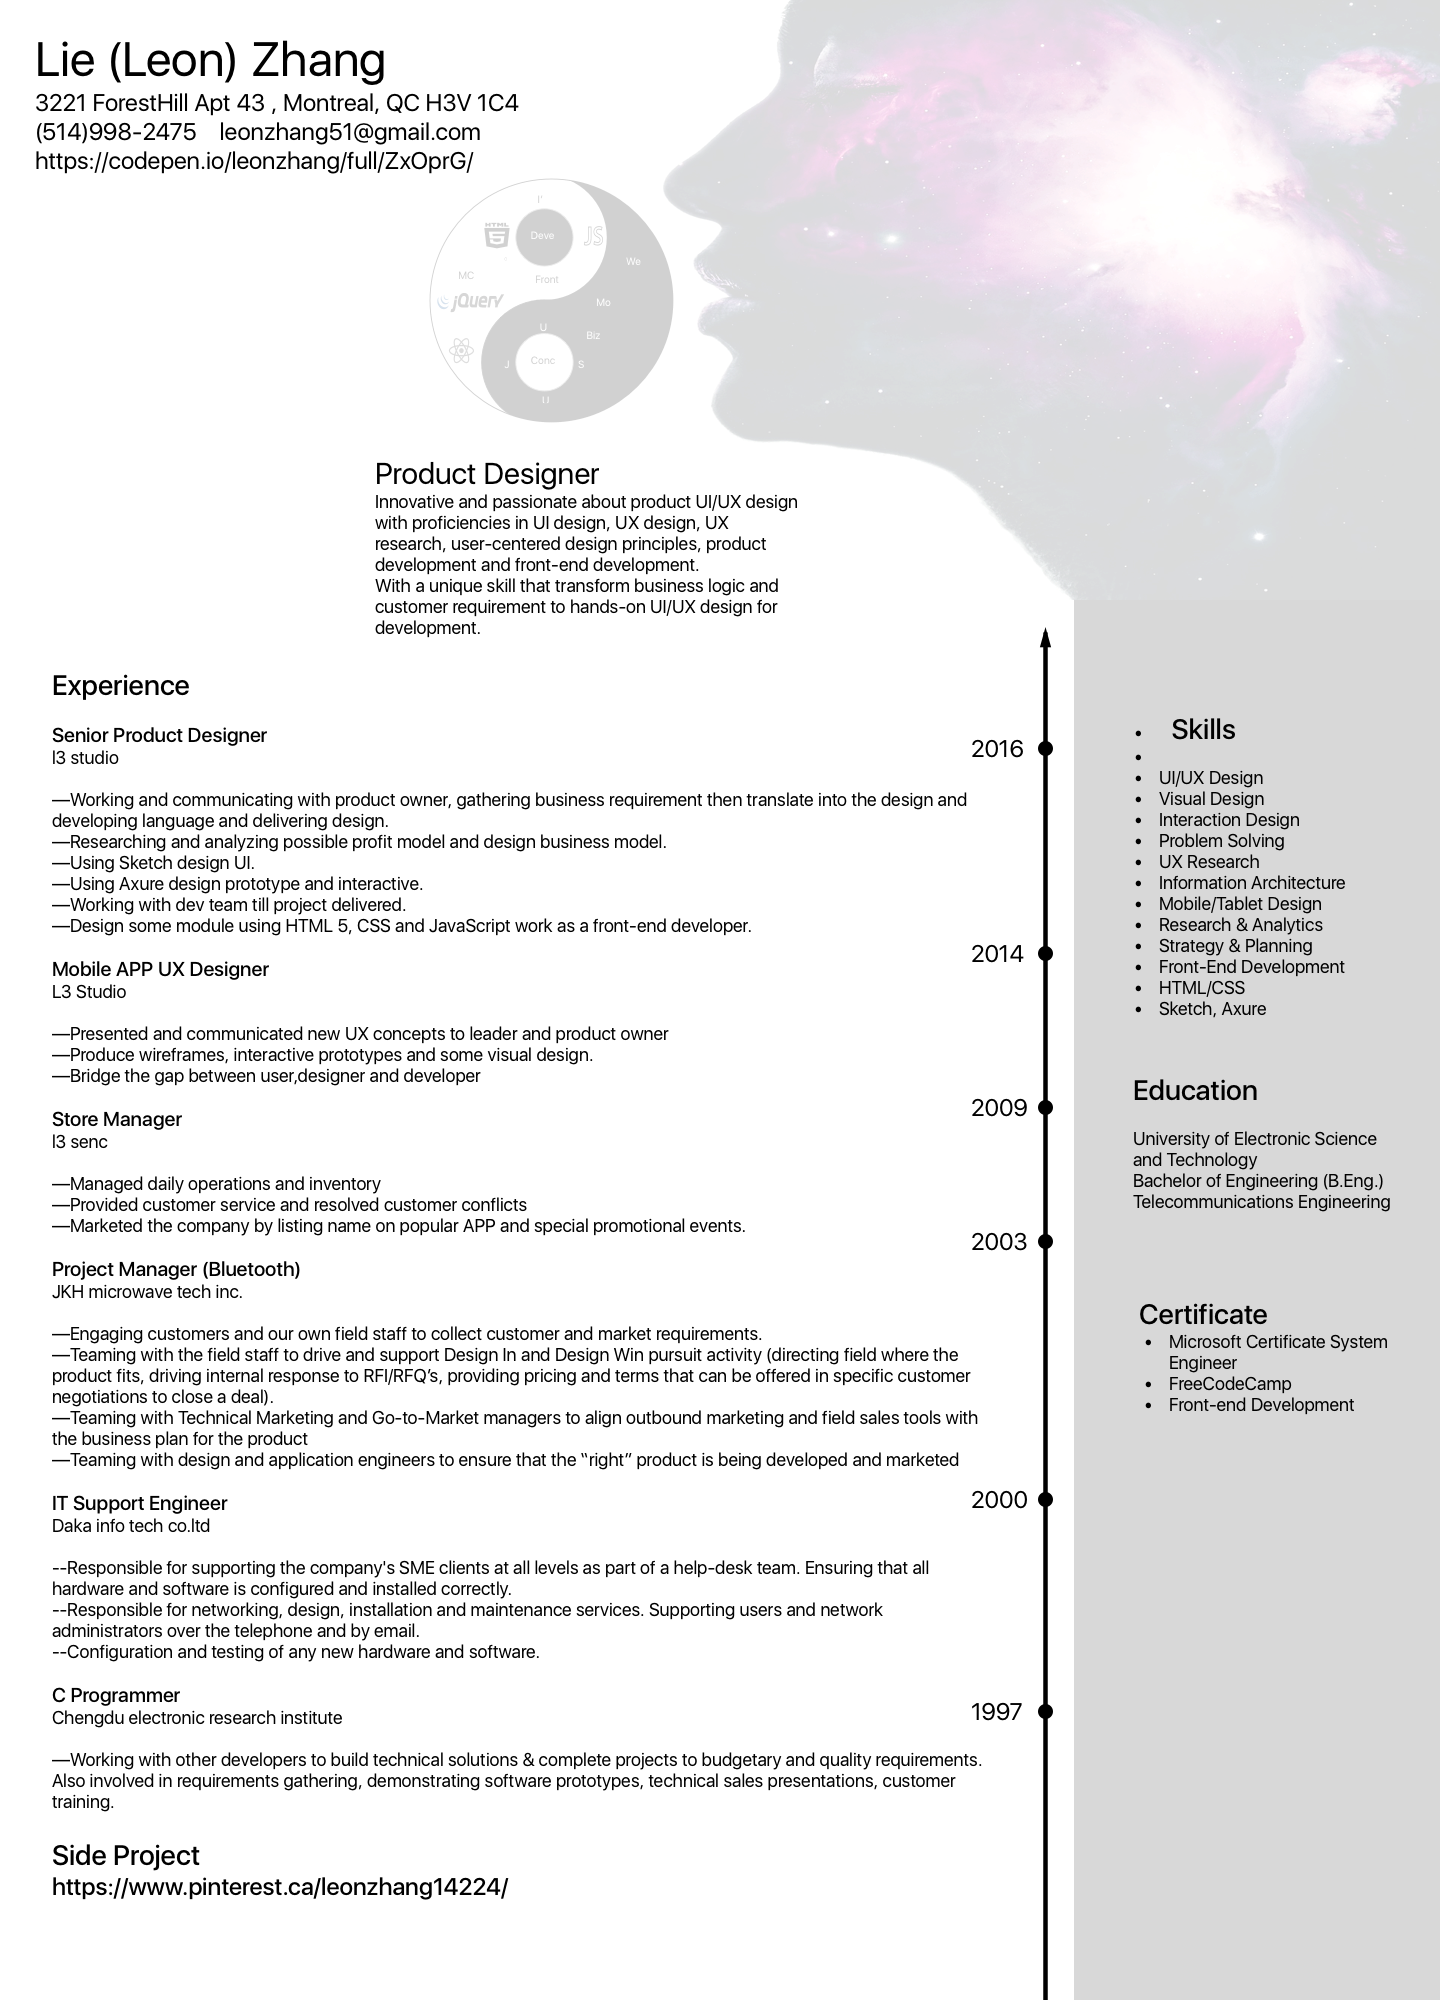 Lie (Leon) Zhang
3221 ForestHill Apt 43 , Montreal, QC H3V 1C4
(514)998-2475 leonzhang51@gmail.com
https://codepen.io/leonzhang/full/ZxOprG/
HTML
5
Deve
JS
We
MC
Front
jQuery
Mo
U
Biz
J
Conc
S
Product Designer
Innovative and passionate about product UI/UX design
with proficiencies in UI design, UX design, UX
research, user-centered design principles, product
development and front-end development.
With a unique skill that transform business logic and
customer requirement to hands-on UI/UX design for
development.
Experience
Senior Product Designer
l3 studio
2016
—Working and communicating with product owner, gathering business requirement then translate into the design and
developing language and delivering design.
—Researching and analyzing possible profit model and design business model.
—Using Sketch design UI.
—Using Axure design prototype and interactive.
—Working with dev team till project delivered.
—Design some module using HTML 5, CSS and JavaScript work as a front-end developer.
2014
Mobile APP UX Designer
L3 Studio
—Presented and communicated new UX concepts to leader and product owner
—Produce wireframes, interactive prototypes and some visual design.
—Bridge the gap between user,designer and developer
2009
Store Manager
l3 senc
—Managed daily operations and inventory
—Provided customer service and resolved customer conflicts
—Marketed the company by listing name on popular APP and special promotional events.
2003
Project Manager (Bluetooth)
JKH microwave tech inc.
—Engaging customers and our own field staff to collect customer and market requirements.
—Teaming with the field staff to drive and support Design In and Design Win pursuit activity (directing field where the
product fits, driving internal response to RFI/RFQ’s, providing pricing and terms that can be offered in specific customer
negotiations to close a deal).
—Teaming with Technical Marketing and Go-to-Market managers to align outbound marketing and field sales tools with
the business plan for the product
—Teaming with design and application engineers to ensure that the “right” product is being developed and marketed
2000
IT Support Engineer
Daka info tech co.ltd
--Responsible for supporting the company's SME clients at all levels as part of a help-desk team. Ensuring that all
hardware and software is configured and installed correctly.
--Responsible for networking, design, installation and maintenance services. Supporting users and network
administrators over the telephone and by email.
--Configuration and testing of any new hardware and software.
C Programmer
Chengdu electronic research institute
1997
—Working with other developers to build technical solutions & complete projects to budgetary and quality requirements.
Also involved in requirements gathering, demonstrating software prototypes, technical sales presentations, customer
training.
Side Project
https://www.pinterest.ca/leonzhang14224/
• Skills
•
• UI/UX Design
• Visual Design
• Interaction Design
• Problem Solving
• UX Research
• Information Architecture
• Mobile/Tablet Design
• Research & Analytics
• Strategy & Planning
• Front-End Development
• HTML/CSS
• Sketch, Axure
Education
University of Electronic Science
and Technology
Bachelor of Engineering (B.Eng.)
Telecommunications Engineering
Certificate
• Microsoft Certificate System
Engineer
• FreeCodeCamp
• Front-end Development